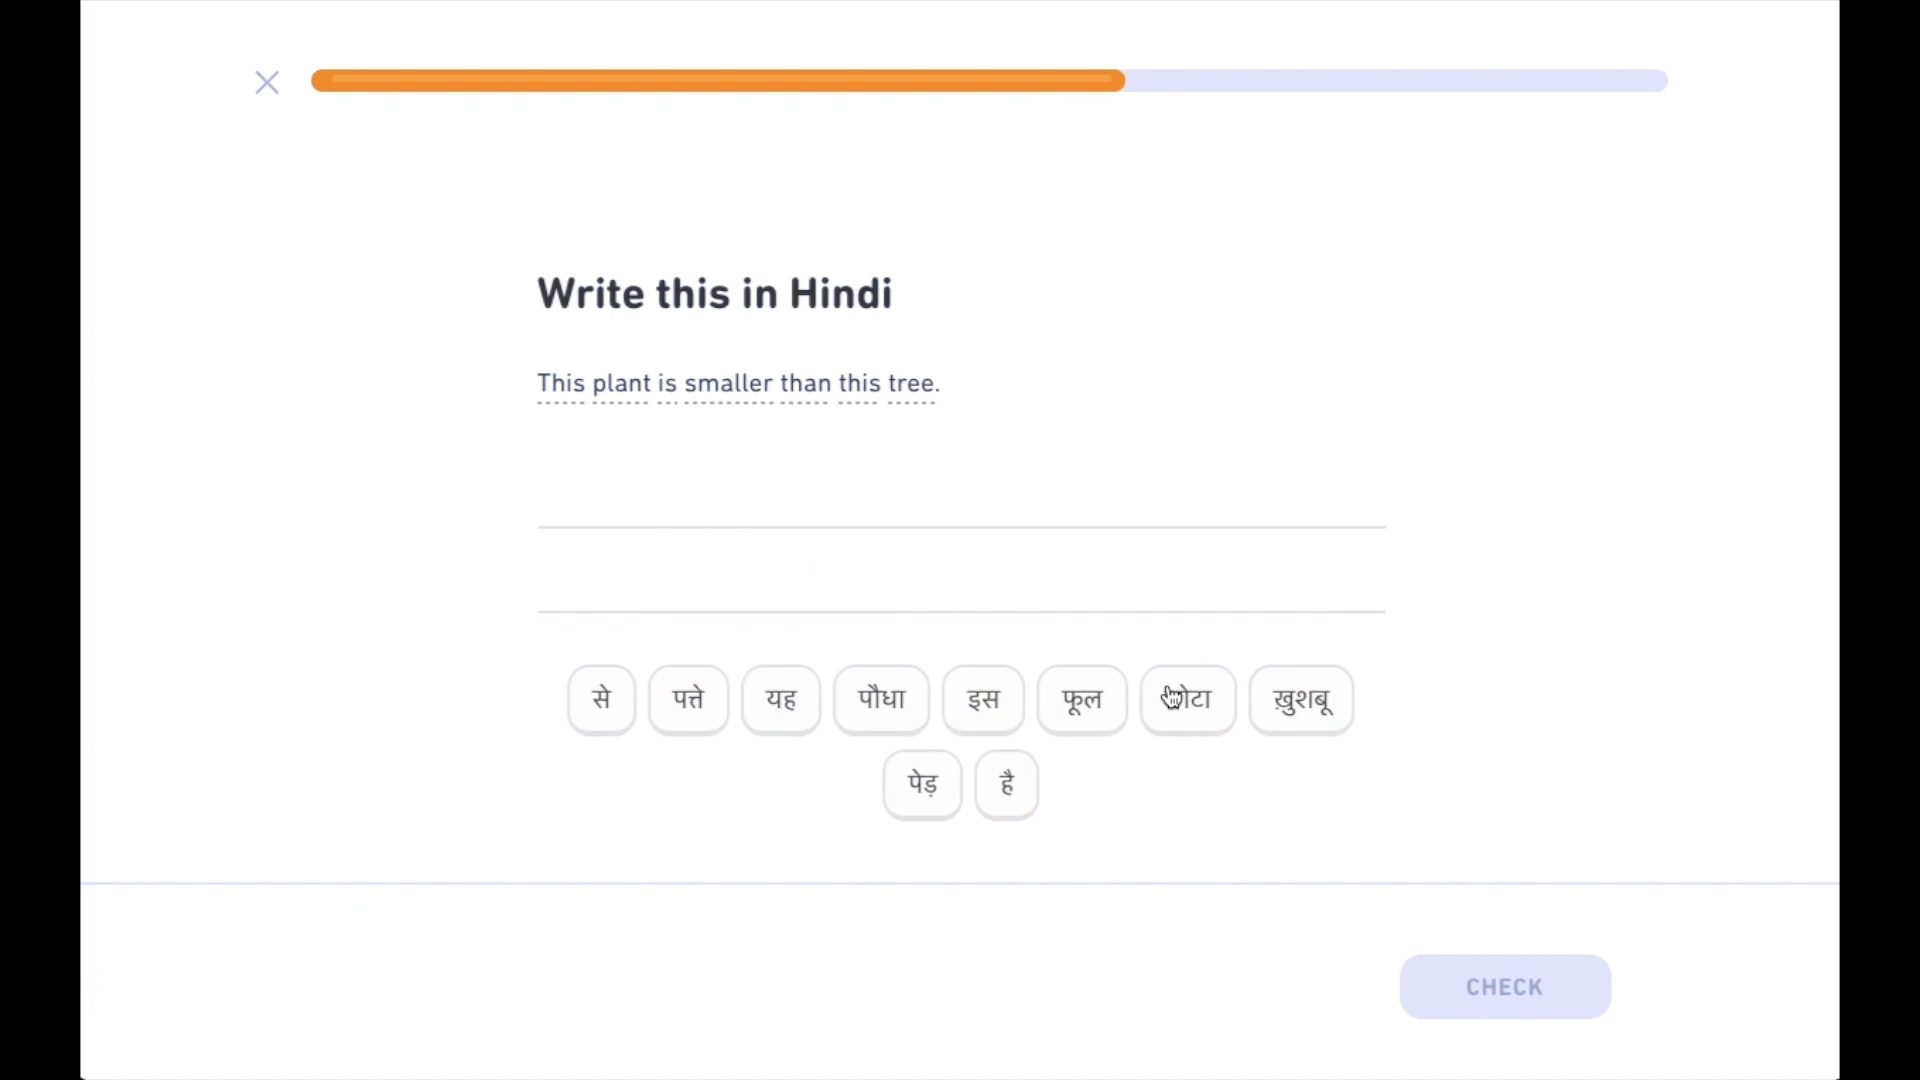 Write this in Hindi
This plant is smaller than this tree.
से पत्ते यह पौधा इस फूल ख़ुशबू
पेड़ है
CHECK